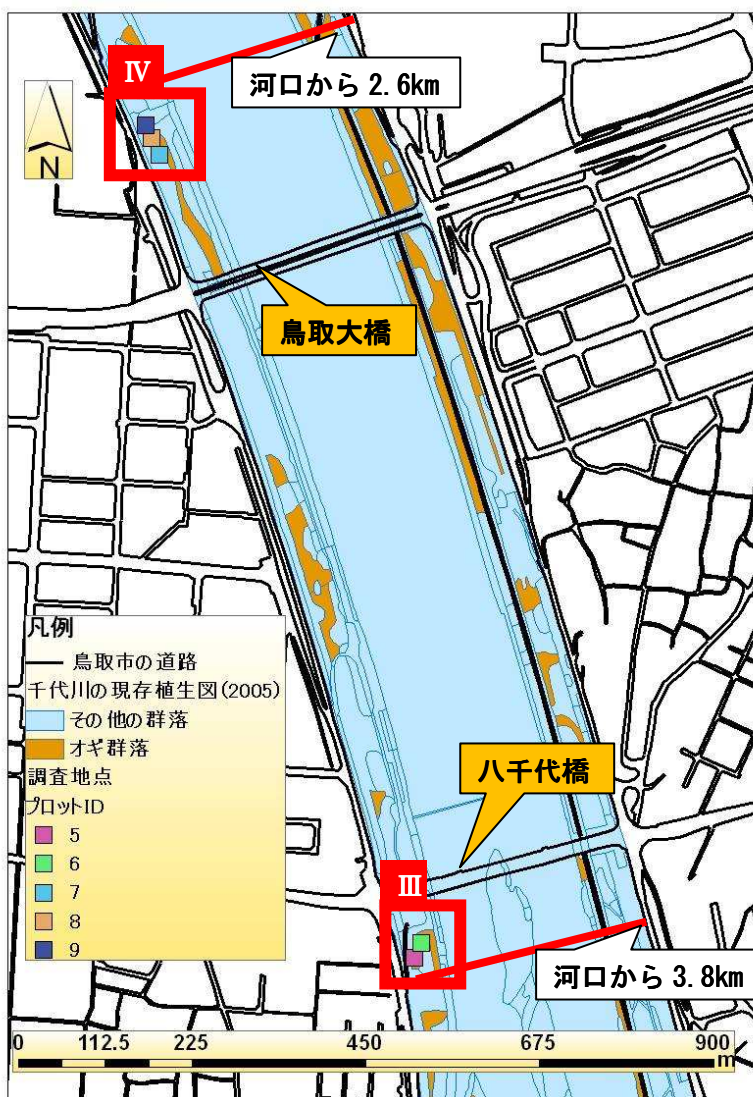 Ⅳ
河口から 2.6km
N
鳥取大橋
凡例
鳥取市の道路
千代川の現存植生図(2005)
その他の群落
オギ群落
調査地点
プロットID
5
6
7
8
9
八千代橋
Ⅲ
河口から 3.8km
0 112.5 225 450 675 900
m